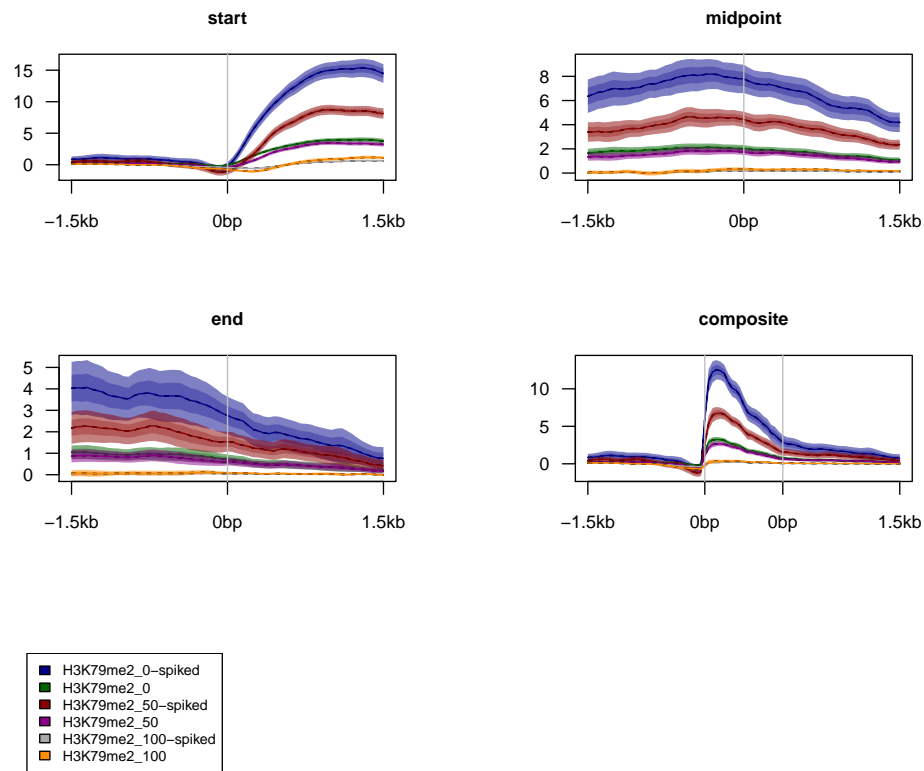 start
midpoint
15
10
5
0
8
6
4
2
0
−1.5kb 0bp 1.5kb
−1.5kb 0bp 1.5kb
end
composite
5
4
3
2
1
0
10
5
0
−1.5kb 0bp 1.5kb
−1.5kb 0bp 0bp 1.5kb
H3K79me2_0−spiked
H3K79me2_0
H3K79me2_50−spiked
H3K79me2_50
H3K79me2_100−spiked
H3K79me2_100